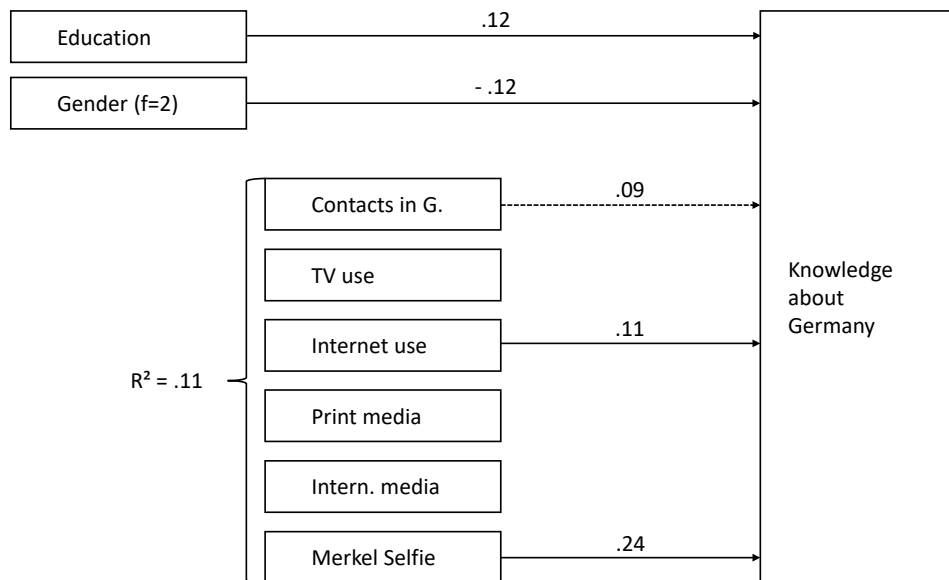 Education
.12
Gender (f=2)
- .12
Contacts in G.
.09
TV use
Knowledge
about
Germany
Internet use
.11
R² = .11
Print media
Intern. media
Merkel Selfie
.24